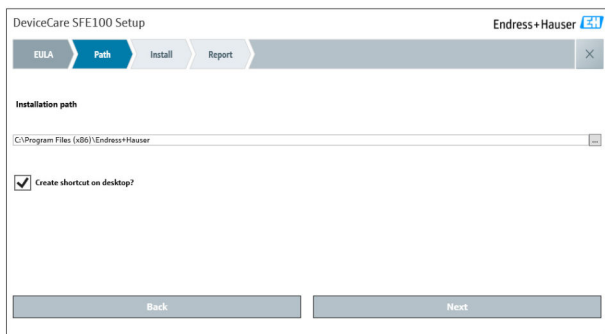 DeviceCare SFE100 Setup
Endress+Hauser EH
EULA Path Install Report
Installation path
C:\Program Files (x86)\Endress+Hauser
...
Create shortcut on desktop?
Back Next